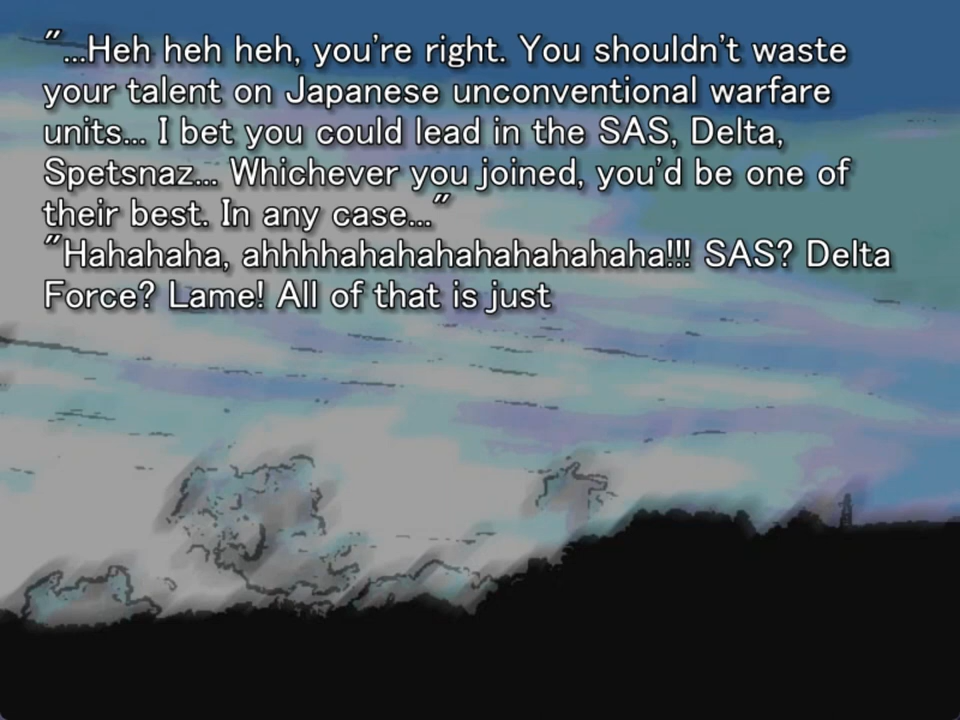 "...Heh heh heh, you're right. You shouldn't waste
your talent on Japanese unconventional warfare
units... I bet you could lead in the SAS, Delta,
Spetsnaz... Whichever you joined, you'd be one of
their best. In any case..."
"Hahahaha, ahhhhahahahahahahahaha!!! SAS? Delta
Force? Lame! All of that is just